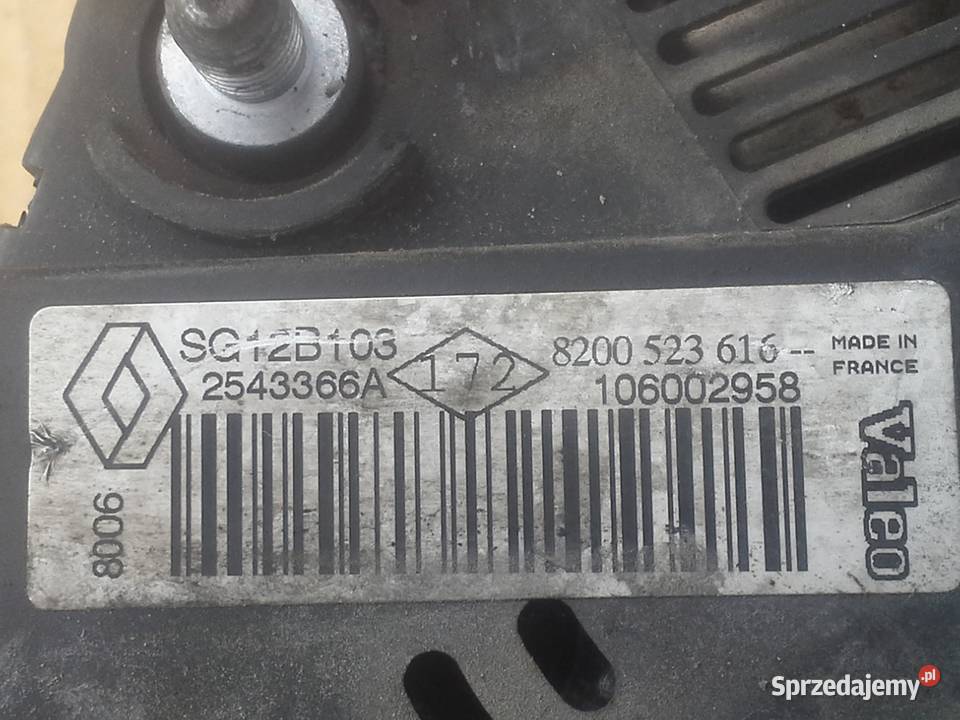 SG12B103
2543366A
172
8200 523 616 --
106002958
MADE IN
FRANCE
Valeo
8006
Sprzedajemy.pl